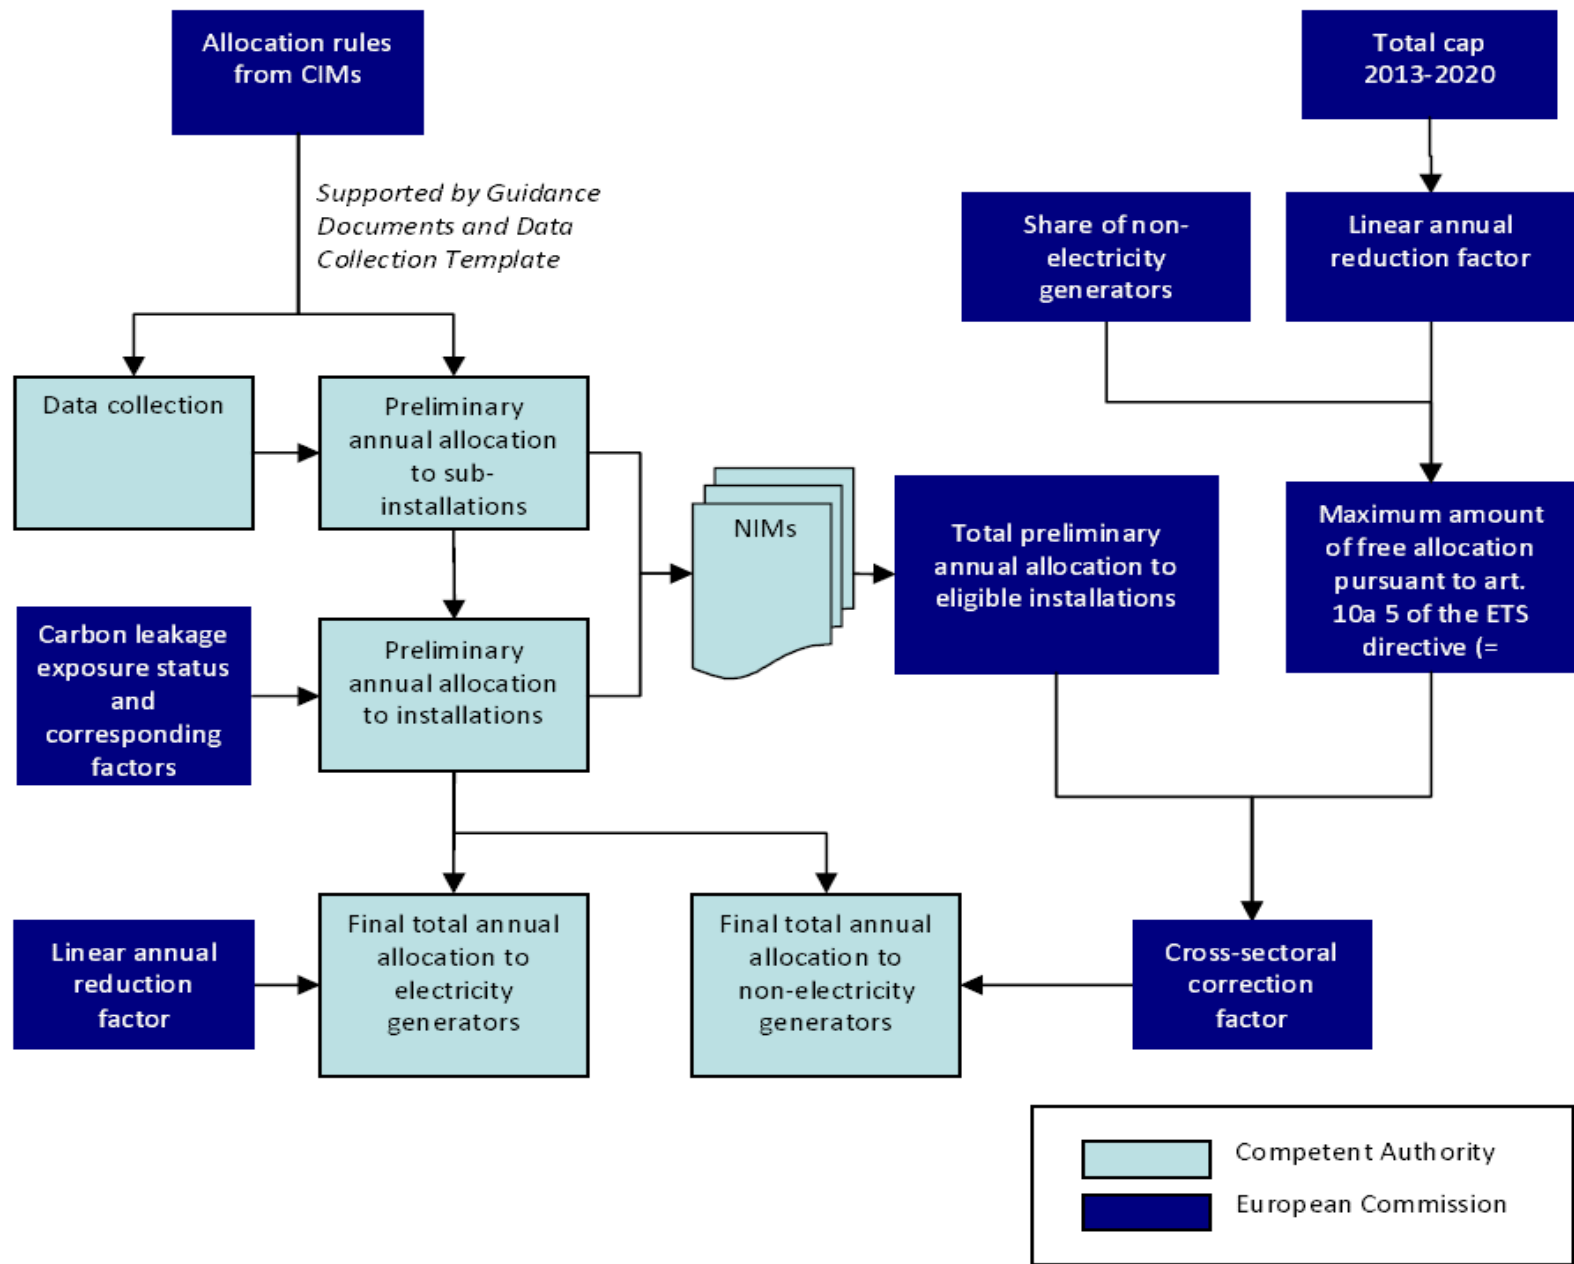 Allocation rules
from CIMs
Total cap
2013-2020
Supported by Guidance
Documents and Data
Collection Template
Share of non-
electricity
generators
Linear annual
reduction factor
Data collection
Preliminary
annual allocation
to sub-
installations
NIMs
Total preliminary
annual allocation to
eligible installations
Maximum amount
of free allocation
pursuant to art.
10a 5 of the ETS
directive (=
Carbon leakage
exposure status
and
corresponding
factors
Preliminary
annual allocation
to installations
Linear annual
reduction
factor
Final total annual
allocation to
electricity
generators
Final total annual
allocation to
non-electricity
generators
Cross-sectoral
correction
factor
Competent Authority
European Commission